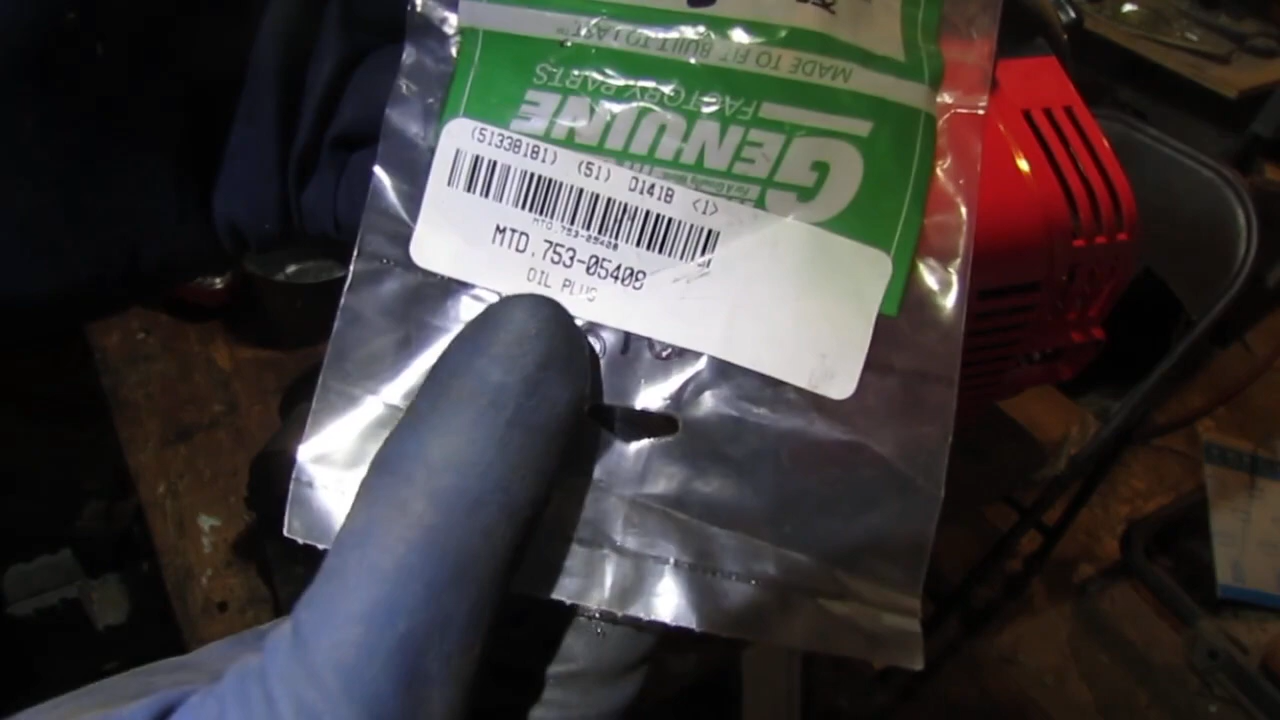 MADE TO FIT BUILT TO LAST™
GENUINE
FACTORY PARTS
(51338181) (51) D141B <1>
MTD.753-05408
MTD.753-05408
OIL PLUG